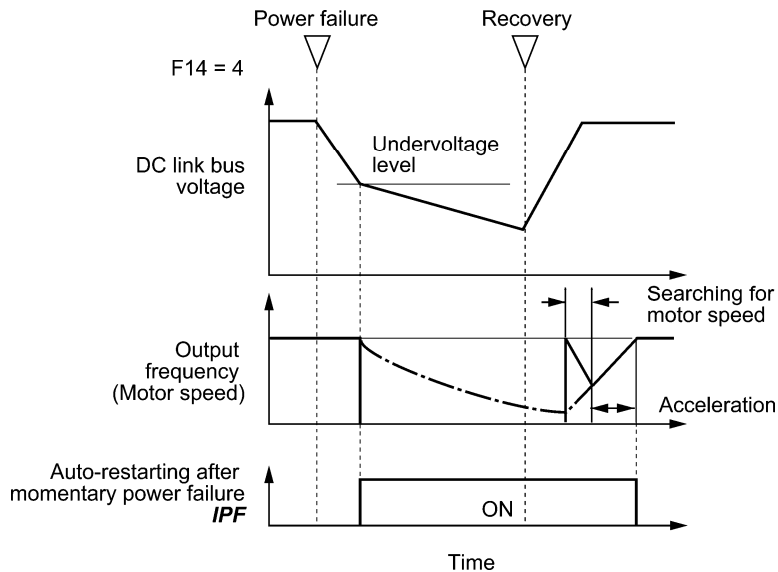 Power failure
Recovery
F14 = 4
Undervoltage
level
DC link bus
voltage
Searching for
motor speed
Output
frequency
(Motor speed)
Acceleration
Auto-restarting after
momentary power failure
IPF
ON
Time